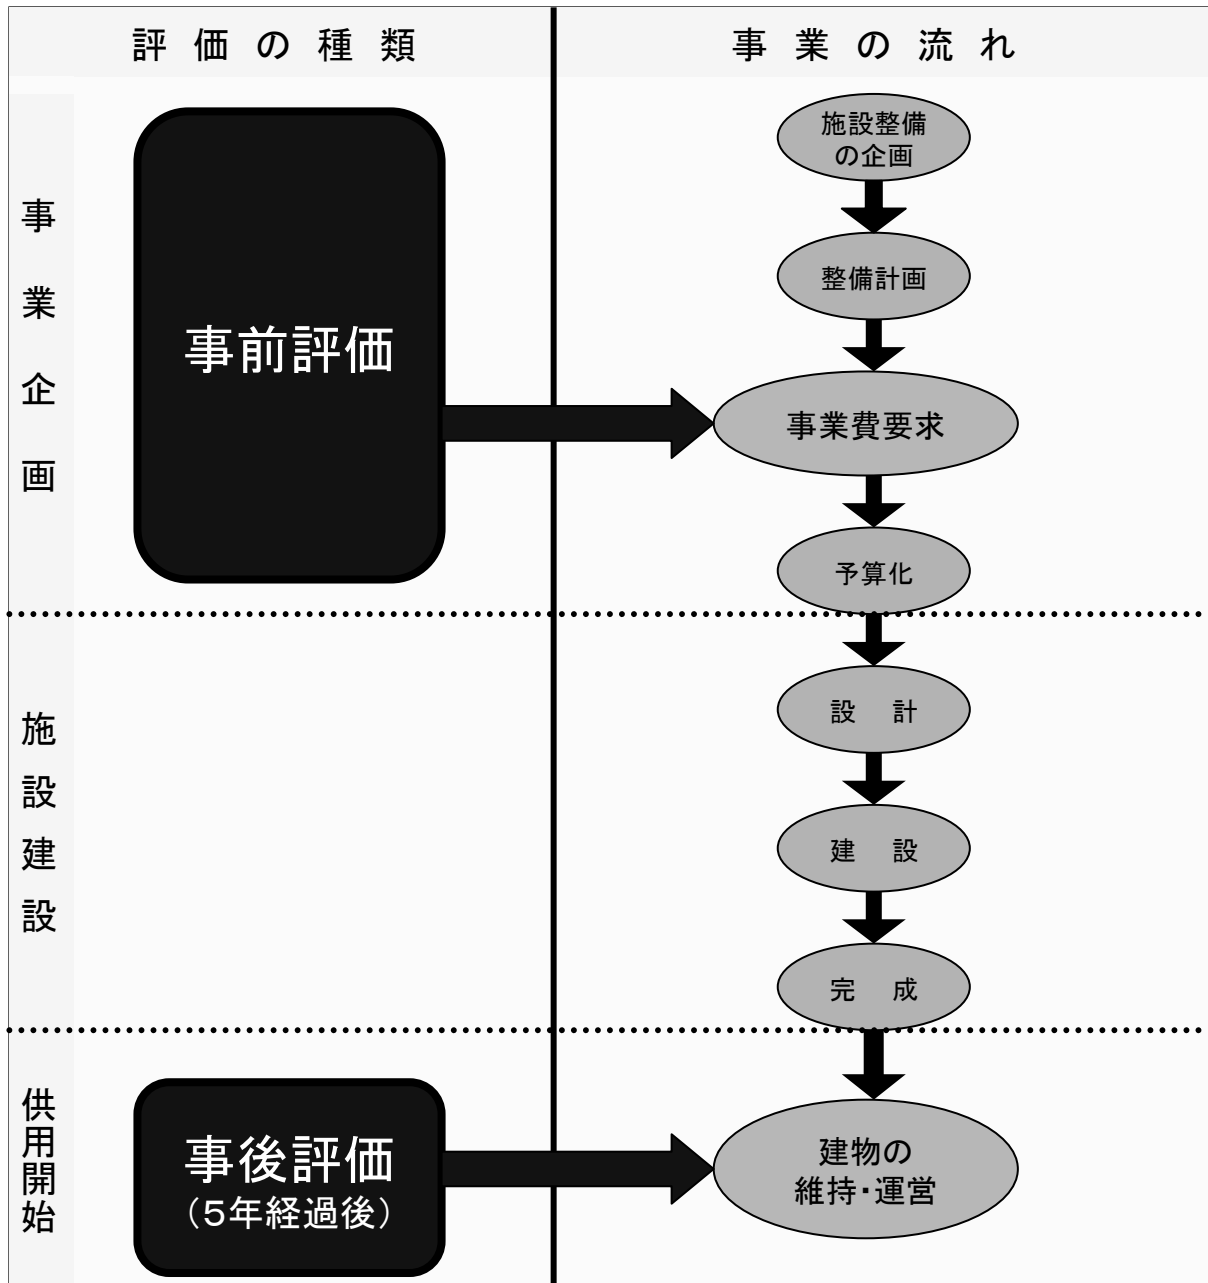 評価の種類
事業の流れ
事業企画
事前評価
施設整備
の企画
整備計画
事業費要求
予算化
施設建設
設 計
建 設
完 成
供用開始
事後評価
（５年経過後）
建物の
維持・運営